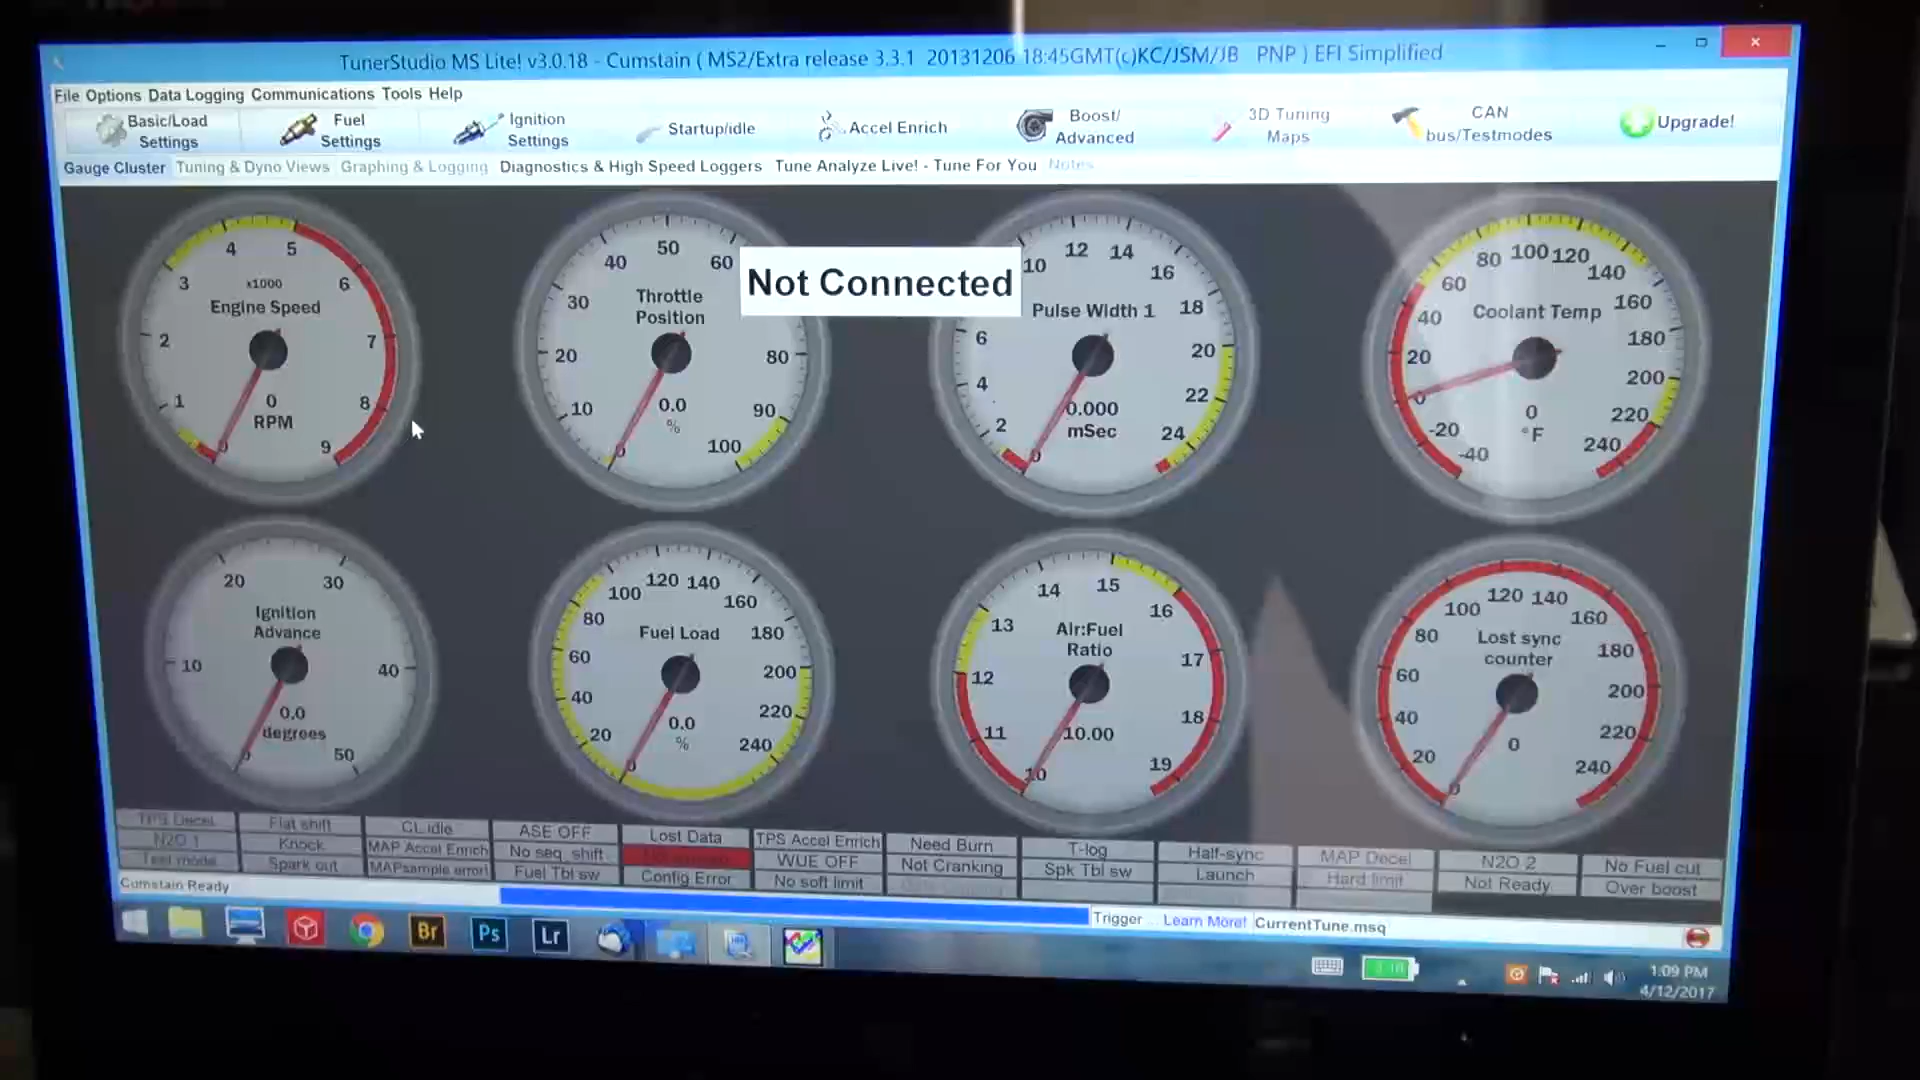 TunerStudio MS Lite! v3.0.18 - Cumstain ( MS2/Extra release 3.3.1 20131206 18:45GMT(c)KC/JSM/JB PNP ) EFI Simplified
File Options Data Logging Communications Tools Help
Basic/Load Settings
Fuel Settings
Ignition Settings
Startup/idle
Accel Enrich
Boost/ Advanced
3D Tuning Maps
CAN bus/Testmodes
Upgrade!
Gauge Cluster Tuning & Dyno Views Graphing & Logging Diagnostics & High Speed Loggers Tune Analyze Live! - Tune For You Notes
Not Connected
0 1 2 3 4 5 6 7 8 9
x1000
Engine Speed
0
RPM
0 10 20 30 40 50 60 80 90 100
Throttle
Position
0.0
%
0 2 4 6 10 12 14 16 18 20 22 24
Pulse Width 1
0.000
mSec
-40 -20 0 20 40 60 80 100 120 140 160 180 200 220 240
Coolant Temp
0
°F
0 10 20 30 40 50
Ignition
Advance
0.0
degrees
0 20 40 60 80 100 120 140 160 180 200 220 240
Fuel Load
0.0
%
10 11 12 13 14 15 16 17 18 19
Air:Fuel
Ratio
10.00
0 20 40 60 80 100 120 140 160 180 200 220 240
Lost sync
counter
0
TPS Decel Flat shift CL idle ASE OFF Lost Data TPS Accel Enrich Need Burn T-log Half-sync MAP Decel N2O 2 No Fuel cut
N2O 1 Knock MAP Accel Enrich No seq. shift WUE OFF Not Cranking Spk Tbl sw Launch Hard limit Not Ready Over boost
Test mode Spark out MAPsample error! Fuel Tbl sw Config Error No soft limit
Cumstain Ready
Trigger ... Learn More! CurrentTune.msq
Br Ps Lr
1:09 PM
4/12/2017